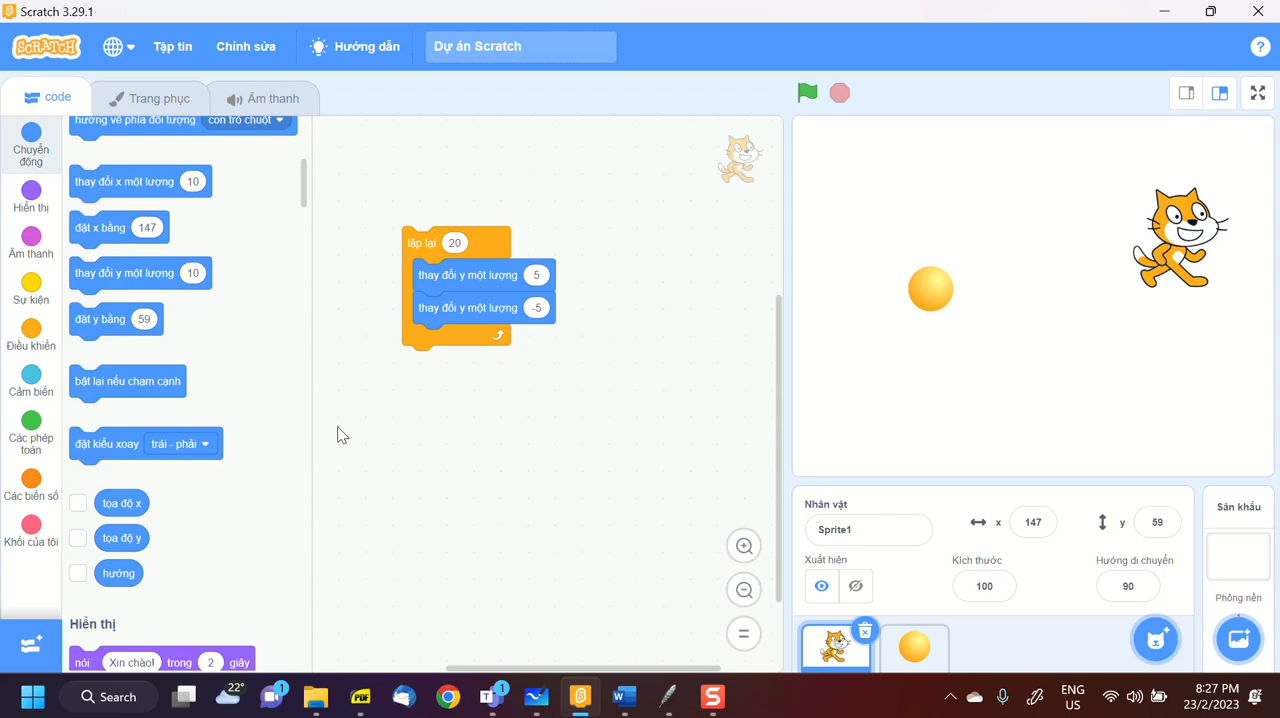 Scratch 3.29.1
SCRATCH
Tập tin
Chỉnh sửa
Hướng dẫn
Dự án Scratch
?
code
Trang phục
Âm thanh
Chuyển động
Hiển thị
Âm thanh
Sự kiện
Điều khiển
Cảm biến
Các phép toán
Các biến số
Khối của tôi
hướng về phía đối tượng con trỏ chuột
thay đổi x một lượng 10
đặt x bằng 147
thay đổi y một lượng 10
đặt y bằng 59
bật lại nếu chạm cạnh
đặt kiểu xoay trái - phải
tọa độ x
tọa độ y
hướng
Hiển thị
nói Xin chào! trong 2 giây
lặp lại 20
thay đổi y một lượng 5
thay đổi y một lượng -5
Nhân vật
Sprite1
x 147
y 59
Xuất hiện
Kích thước
100
Hướng di chuyển
90
Sân khấu
Phông nền
Search
22°
1
PDF
1
W
S
ENG
US
8:27 PM
23/2/2023